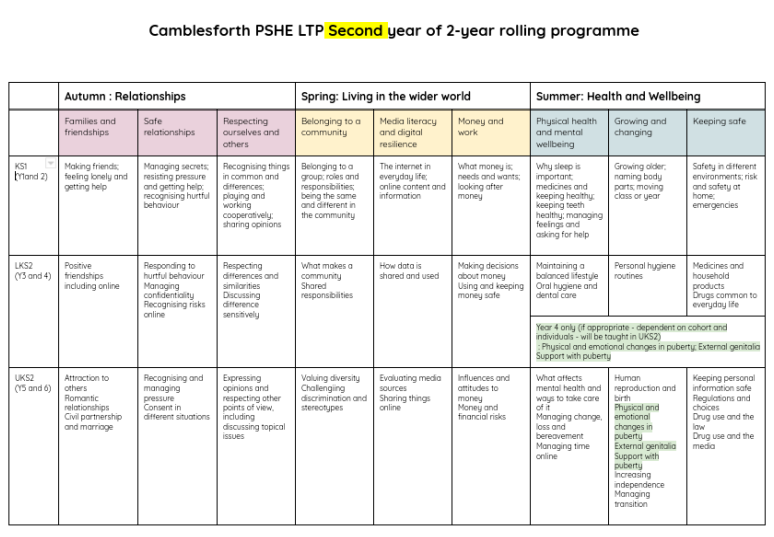 Camblesforth PSHE LTP Second year of 2-year rolling programme
Autumn : Relationships
Spring: Living in the wider world
Summer: Health and Wellbeing
Families and
friendships
Safe
relationships
Respecting
ourselves and
others
Belonging to a
community
Media literacy
and digital
resilience
Money and
work
Physical health
and mental
wellbeing
Growing and
changing
Keeping safe
KS1
(Y1and 2)
Making friends;
feeling lonely and
getting help
Managing secrets;
resisting pressure
and getting help;
recognising hurtful
behaviour
Recognising things
in common and
differences;
playing and
working
cooperatively;
sharing opinions
Belonging to a
group; roles and
responsibilities;
being the same
and different in
the community
The internet in
everyday life;
online content and
information
What money is;
needs and wants;
looking after
money
Why sleep is
important;
medicines and
keeping healthy;
keeping teeth
healthy; managing
feelings and
asking for help
Growing older;
naming body
parts; moving
class or year
Safety in different
environments; risk
and safety at
home;
emergencies
LKS2
(Y3 and 4)
Positive
friendships
including online
Responding to
hurtful behaviour
Managing
confidentiality
Recognising risks
online
Respecting
differences and
similarities
Discussing
difference
sensitively
What makes a
community
Shared
responsibilities
How data is
shared and used
Making decisions
about money
Using and keeping
money safe
Maintaining a
balanced lifestyle
Oral hygiene and
dental care
Personal hygiene
routines
Medicines and
household
products
Drugs common to
everyday life
Year 4 only (if appropriate - dependent on cohort and
individuals - will be taught in UKS2)
: Physical and emotional changes in puberty; External genitalia
Support with puberty
UKS2
(Y5 and 6)
Attraction to
others
Romantic
relationships
Civil partnership
and marriage
Recognising and
managing
pressure
Consent in
different situations
Expressing
opinions and
respecting other
points of view,
including
discussing topical
issues
Valuing diversity
Challenging
discrimination and
stereotypes
Evaluating media
sources
Sharing things
online
Influences and
attitudes to
money
Money and
financial risks
What affects
mental health and
ways to take care
of it
Managing change,
loss and
bereavement
Managing time
online
Human
reproduction and
birth
Physical and
emotional
changes in
puberty
External genitalia
Support with
puberty
Increasing
independence
Managing
transition
Keeping personal
information safe
Regulations and
choices
Drug use and the
law
Drug use and the
media